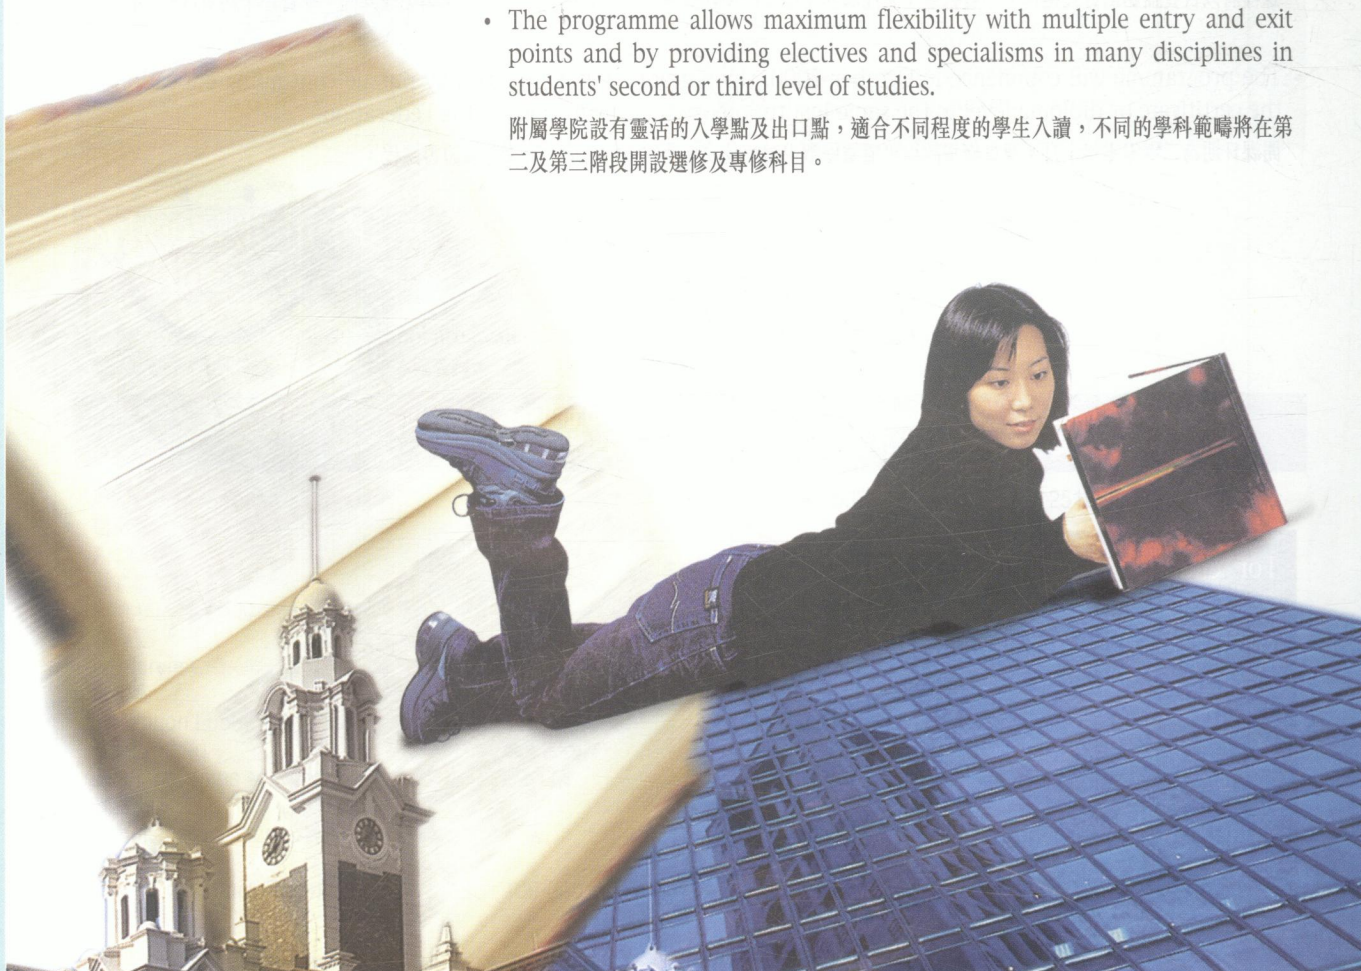 • The programme allows maximum flexibility with multiple entry and exit
points and by providing electives and specialisms in many disciplines in
students' second or third level of studies.
附屬學院設有靈活的入學點及出口點，適合不同程度的學生入讀，不同的學科範疇將在第
二及第三階段開設選修及專修科目。